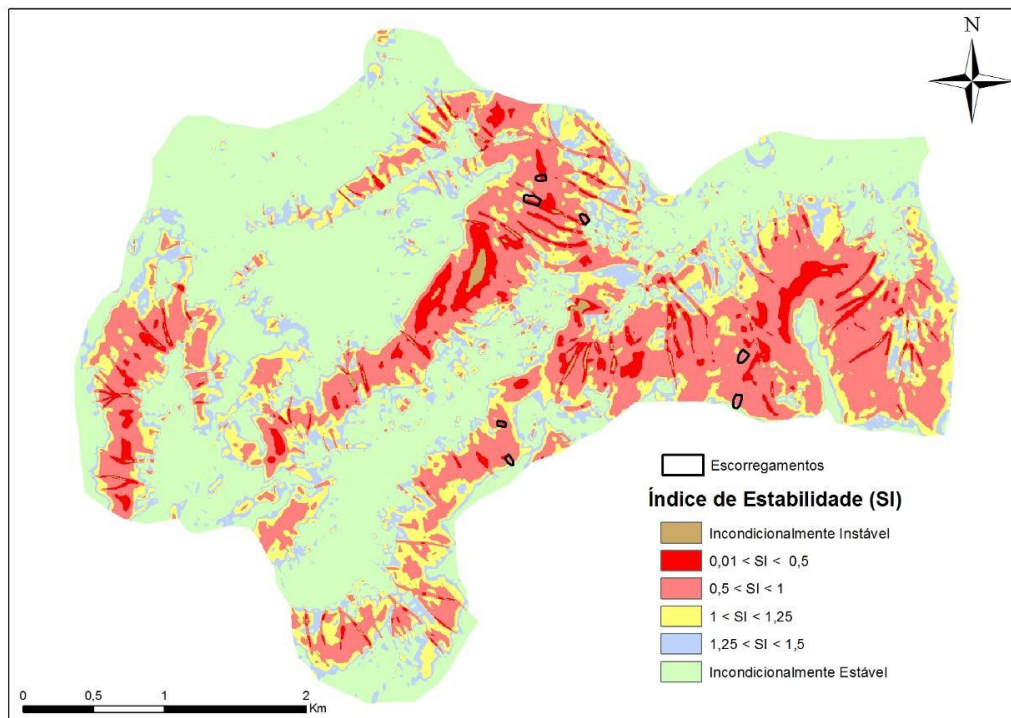 N
Escorregamentos
Índice de Estabilidade (SI)
Incondicionalmente Instável
0,01 < SI < 0,5
0,5 < SI < 1
1 < SI < 1,25
1,25 < SI < 1,5
Incondicionalmente Estável
0 0,5 1 2
Km